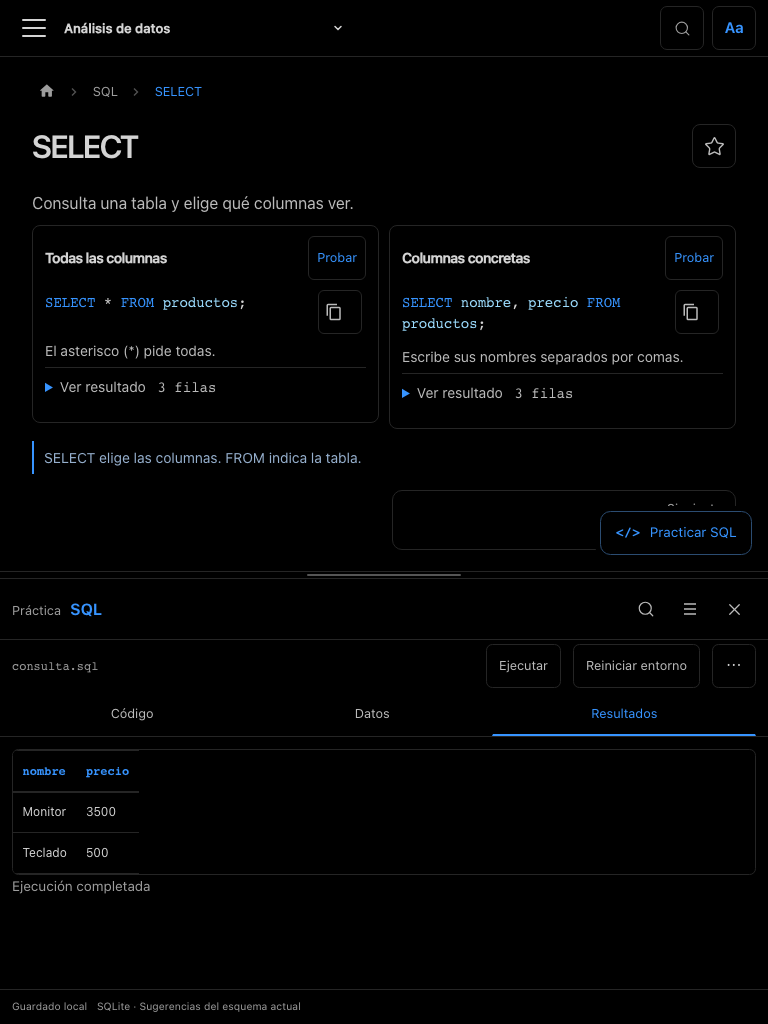 Análisis de datos
Aa
SQL
SELECT
SELECT
Consulta una tabla y elige qué columnas ver.
Todas las columnas
Probar
SELECT * FROM productos;
El asterisco (*) pide todas.
Ver resultado 3 filas
Columnas concretas
Probar
SELECT nombre, precio FROM
productos;
Escribe sus nombres separados por comas.
Ver resultado 3 filas
SELECT elige las columnas. FROM indica la tabla.
</> Practicar SQL
Práctica SQL
consulta.sql
Ejecutar
Reiniciar entorno
...
Código
Datos
Resultados
nombre precio
Monitor 3500
Teclado 500
Ejecución completada
Guardado local SQLite · Sugerencias del esquema actual